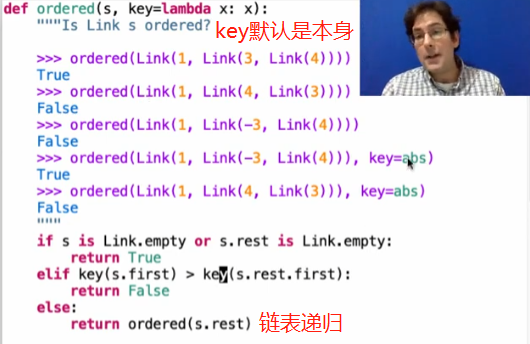 def ordered(s, key=lambda x: x):
"""Is Link s ordered? key默认是本身
>>> ordered(Link(1, Link(3, Link(4))))
True
>>> ordered(Link(1, Link(4, Link(3))))
False
>>> ordered(Link(1, Link(-3, Link(4))))
False
>>> ordered(Link(1, Link(-3, Link(4))), key=abs)
True
>>> ordered(Link(1, Link(4, Link(3))), key=abs)
False
"""
if s is Link.empty or s.rest is Link.empty:
return True
elif key(s.first) > key(s.rest.first):
return False
else:
return ordered(s.rest) 链表递归